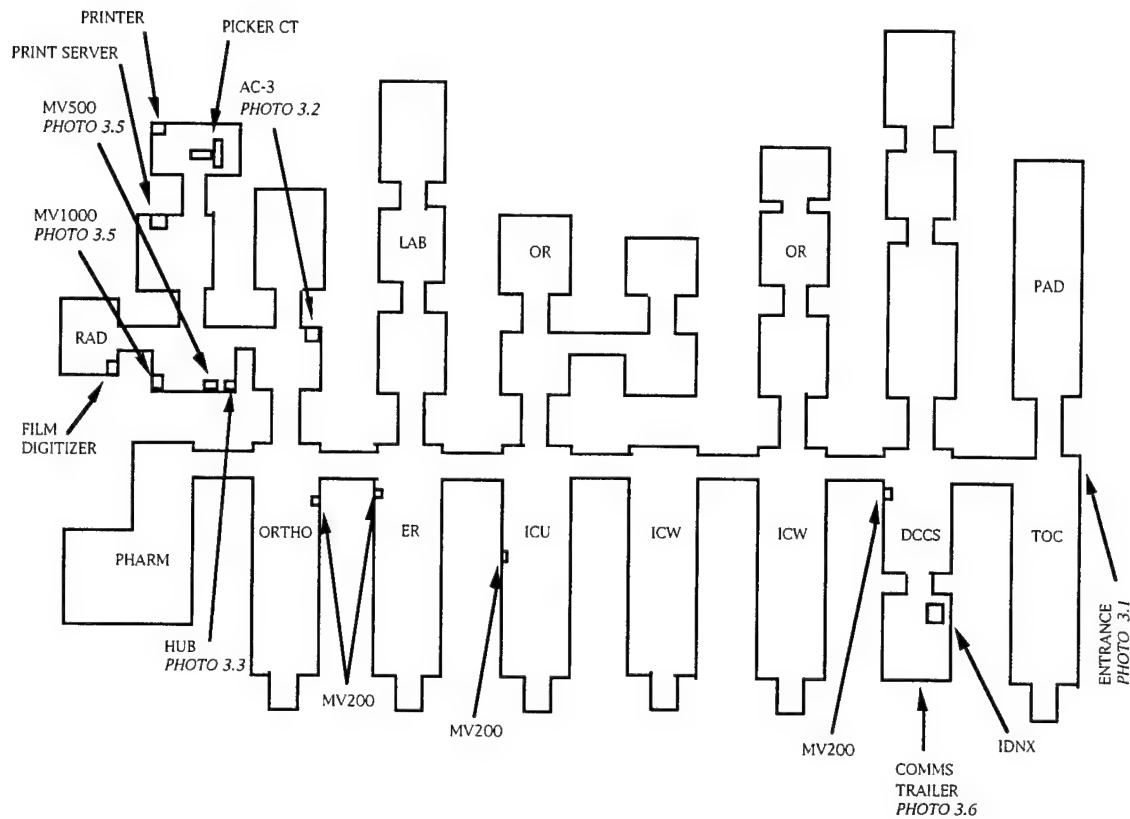 PRINTER
PICKER CT
PRINT SERVER
AC-3
PHOTO 3.2
MV500
PHOTO 3.5
MV1000
PHOTO 3.5
LAB
OR
OR
PAD
RAD
FILM
DIGITIZER
PHARM
ORTHO
ER
ICU
ICW
ICW
DCCS
TOC
HUB
PHOTO 3.3
MV200
MV200
MV200
ENTRANCE
PHOTO 3.1
IDNX
COMMS
TRAILER
PHOTO 3.6